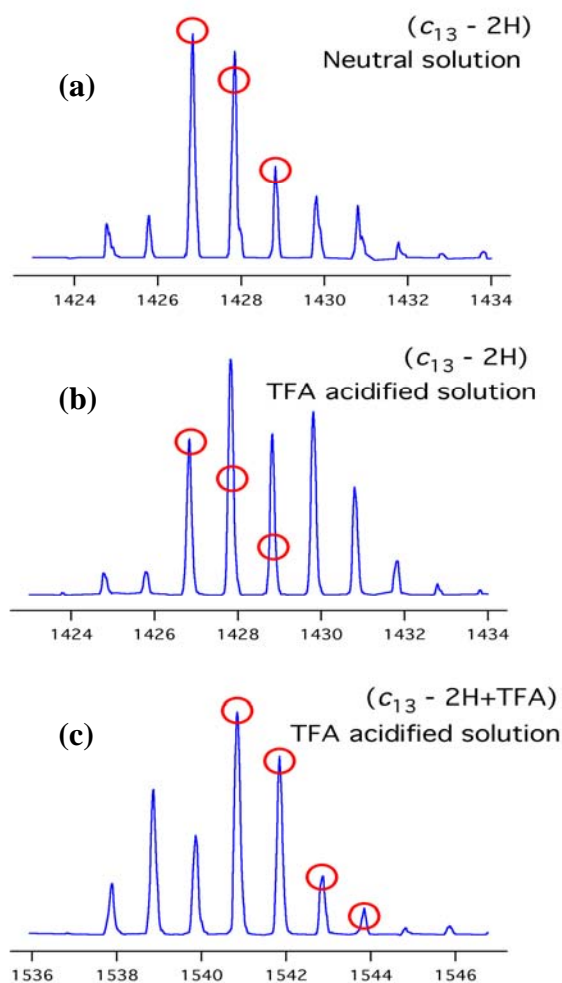 (c13 - 2H)
Neutral solution
(a)
1424 1426 1428 1430 1432 1434
(c13 - 2H)
TFA acidified solution
(b)
1424 1426 1428 1430 1432 1434
(c13 - 2H+TFA)
TFA acidified solution
(c)
1536 1538 1540 1542 1544 1546